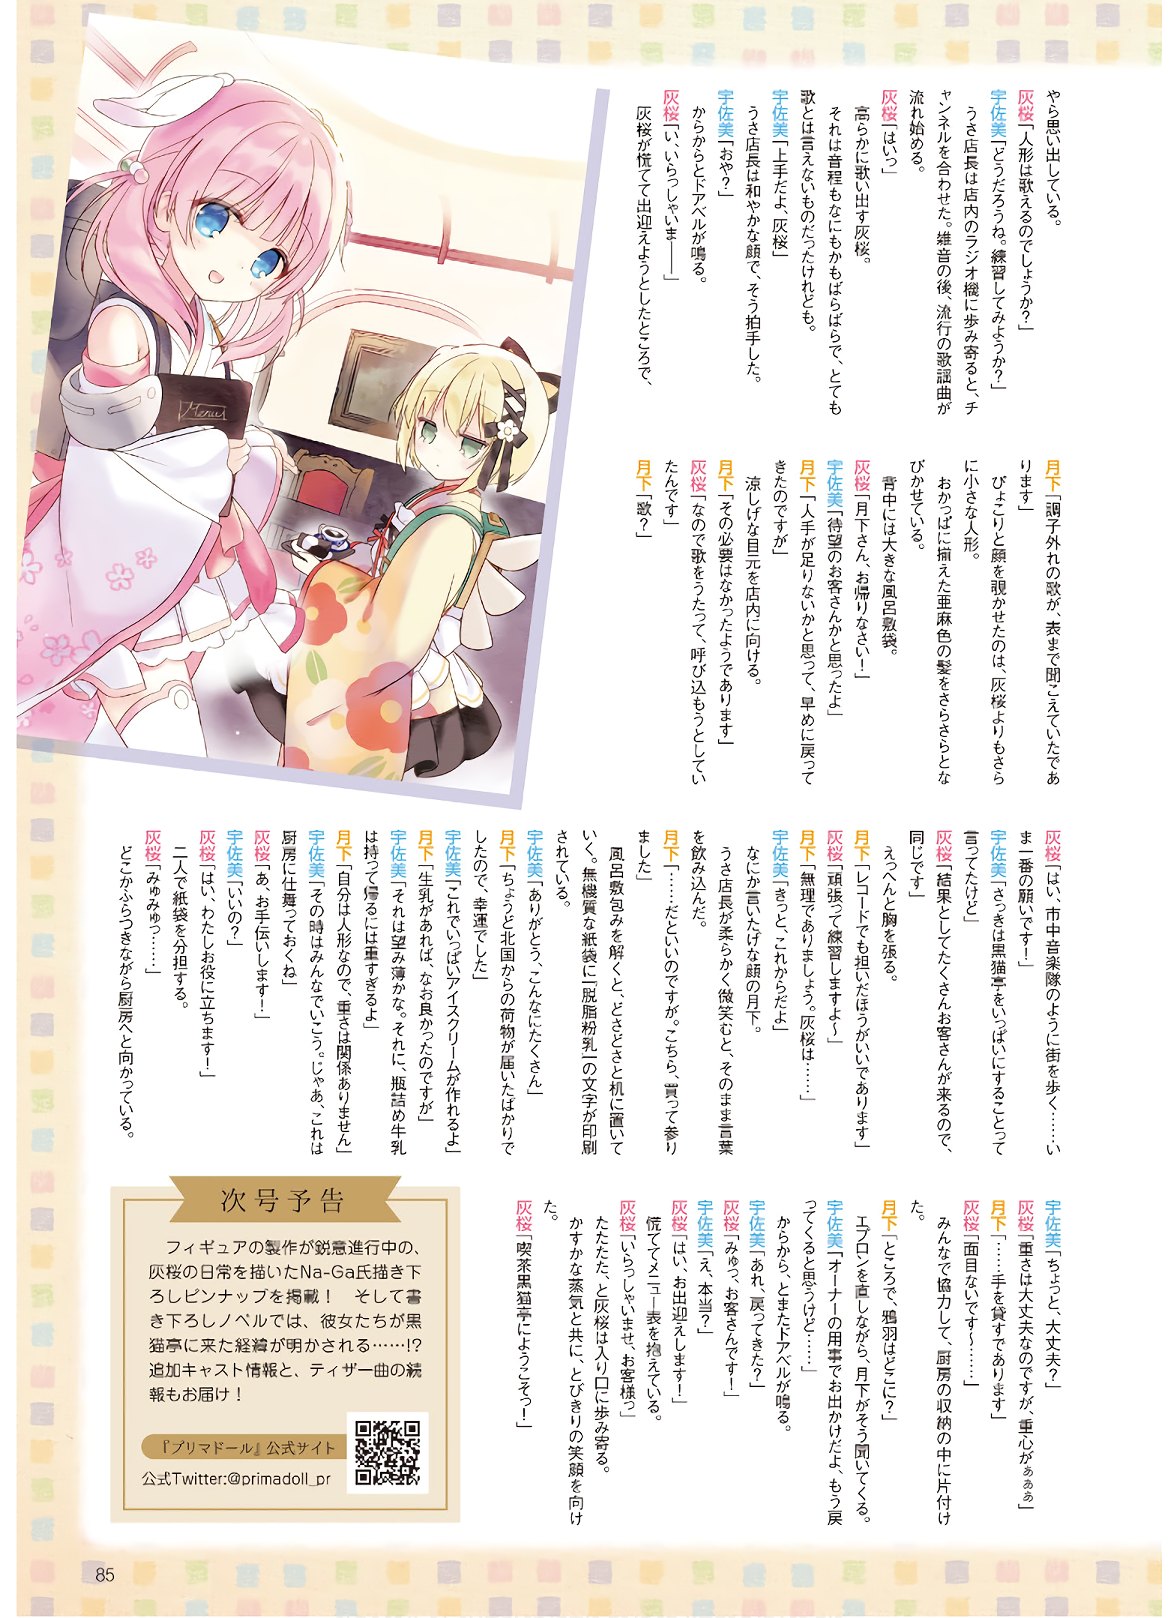 やら思い出している。
灰桜「人形は歌えるのでしょうか？」
宇佐美「どうだろうね。練習してみようか？」
うさ店長は店内のラジオ機に歩み寄ると、チ
ャンネルを合わせた。雑音の後、流行の歌謡曲が
流れ始める。
灰桜「はいっ」
高らかに歌い出す灰桜。
それは音程もなにもかもばらばらで、とても
歌とは言えないものだったけれども。
宇佐美「上手だよ、灰桜」
うさ店長は和やかな顔で、そう拍手した。
宇佐美「おや？」
からからとドアベルが鳴る。
灰桜「い、いらっしゃいま――」
灰桜が慌てて出迎えようとしたところで、
月下「調子外れの歌が、表まで聞こえていたであ
ります」
ぴょこりと顔を覗かせたのは、灰桜よりもさら
に小さな人形。
おかっぱに揃えた亜麻色の髪をさらさらとな
びかせている。
背中には大きな風呂敷袋。
灰桜「月下さん、お帰りなさい！」
宇佐美「待望のお客さんかと思ったよ」
月下「人手が足りないかと思って、早めに戻って
きたのですが」
涼しげな目元を店内に向ける。
月下「その必要はなかったようであります」
灰桜「なので歌をうたって、呼び込もうとしてい
たんです」
月下「歌？」
Menu
灰桜「はい、市中音楽隊のように街を歩く……い
ま一番の願いです！」
宇佐美「さっきは黒猫亭をいっぱいにすることって
言ってたけど」
灰桜「結果としてたくさんお客さんが来るので、
同じです」
えっへんと胸を張る。
月下「レコードでも担いだほうがいいであります」
灰桜「頑張って練習しますよ～」
月下「無理でありましょう。灰桜は……」
宇佐美「きっと、これからだよ」
なにか言いたげな顔の月下。
うさ店長が柔らかく微笑むと、そのまま言葉
を飲み込んだ。
月下「……だといいのですが。こちら、買って参り
ました」
風呂敷包みを解くと、どさどさと机に置いて
いく。無機質な紙袋に「脱脂粉乳」の文字が印刷
されている。
宇佐美「ありがとう、こんなにたくさん」
月下「ちょうど北国からの荷物が届いたばかりで
したので、幸運でした」
宇佐美「これでいっぱいアイスクリームが作れるよ」
月下「生乳があれば、なお良かったのですが」
宇佐美「それは望み薄かな。それに、瓶詰め牛乳
は持って帰るには重すぎるよ」
月下「自分は人形なので、重さは関係ありません」
宇佐美「その時はみんなでいこう。じゃあ、これは
厨房に仕舞っておくね」
灰桜「あ、お手伝いします！」
宇佐美「いいの？」
灰桜「はい、わたしお役に立ちます！」
二人で紙袋を分担する。
灰桜「みゅみゅっ……」
どこかふらつきながら厨房へと向かっている。
宇佐美「ちょっと、大丈夫？」
灰桜「重さは大丈夫なのですが、重心がぁぁぁ」
月下「……手を貸すであります」
灰桜「面目ないです～……」
みんなで協力して、厨房の収納の中に片付け
た。
月下「ところで、鴉羽はどこに？」
エプロンを直しながら、月下がそう聞いてくる。
宇佐美「オーナーの用事でお出かけだよ、もう戻
ってくると思うけど……」
からから、とまたドアベルが鳴る。
宇佐美「あれ、戻ってきた？」
灰桜「みゅっ、お客さんです！」
宇佐美「え、本当？」
灰桜「はい、お出迎えします！」
慌ててメニュー表を抱えている。
灰桜「いらっしゃいませ、お客様っ」
たたたた、と灰桜は入り口に歩み寄る。
かすかな蒸気と共に、とびきりの笑顔を向け
た。
灰桜「喫茶黒猫亭にようこそっ！」
次号予告
フィギュアの製作が鋭意進行中の、
灰桜の日常を描いたNa-Ga氏描き下
ろしピンナップを掲載！　そして書
き下ろしノベルでは、彼女たちが黒
猫亭に来た経緯が明かされる……!?
追加キャスト情報と、ティザー曲の続
報もお届け！
『プリマドール』公式サイト
公式Twitter:@primadoll_pr
85